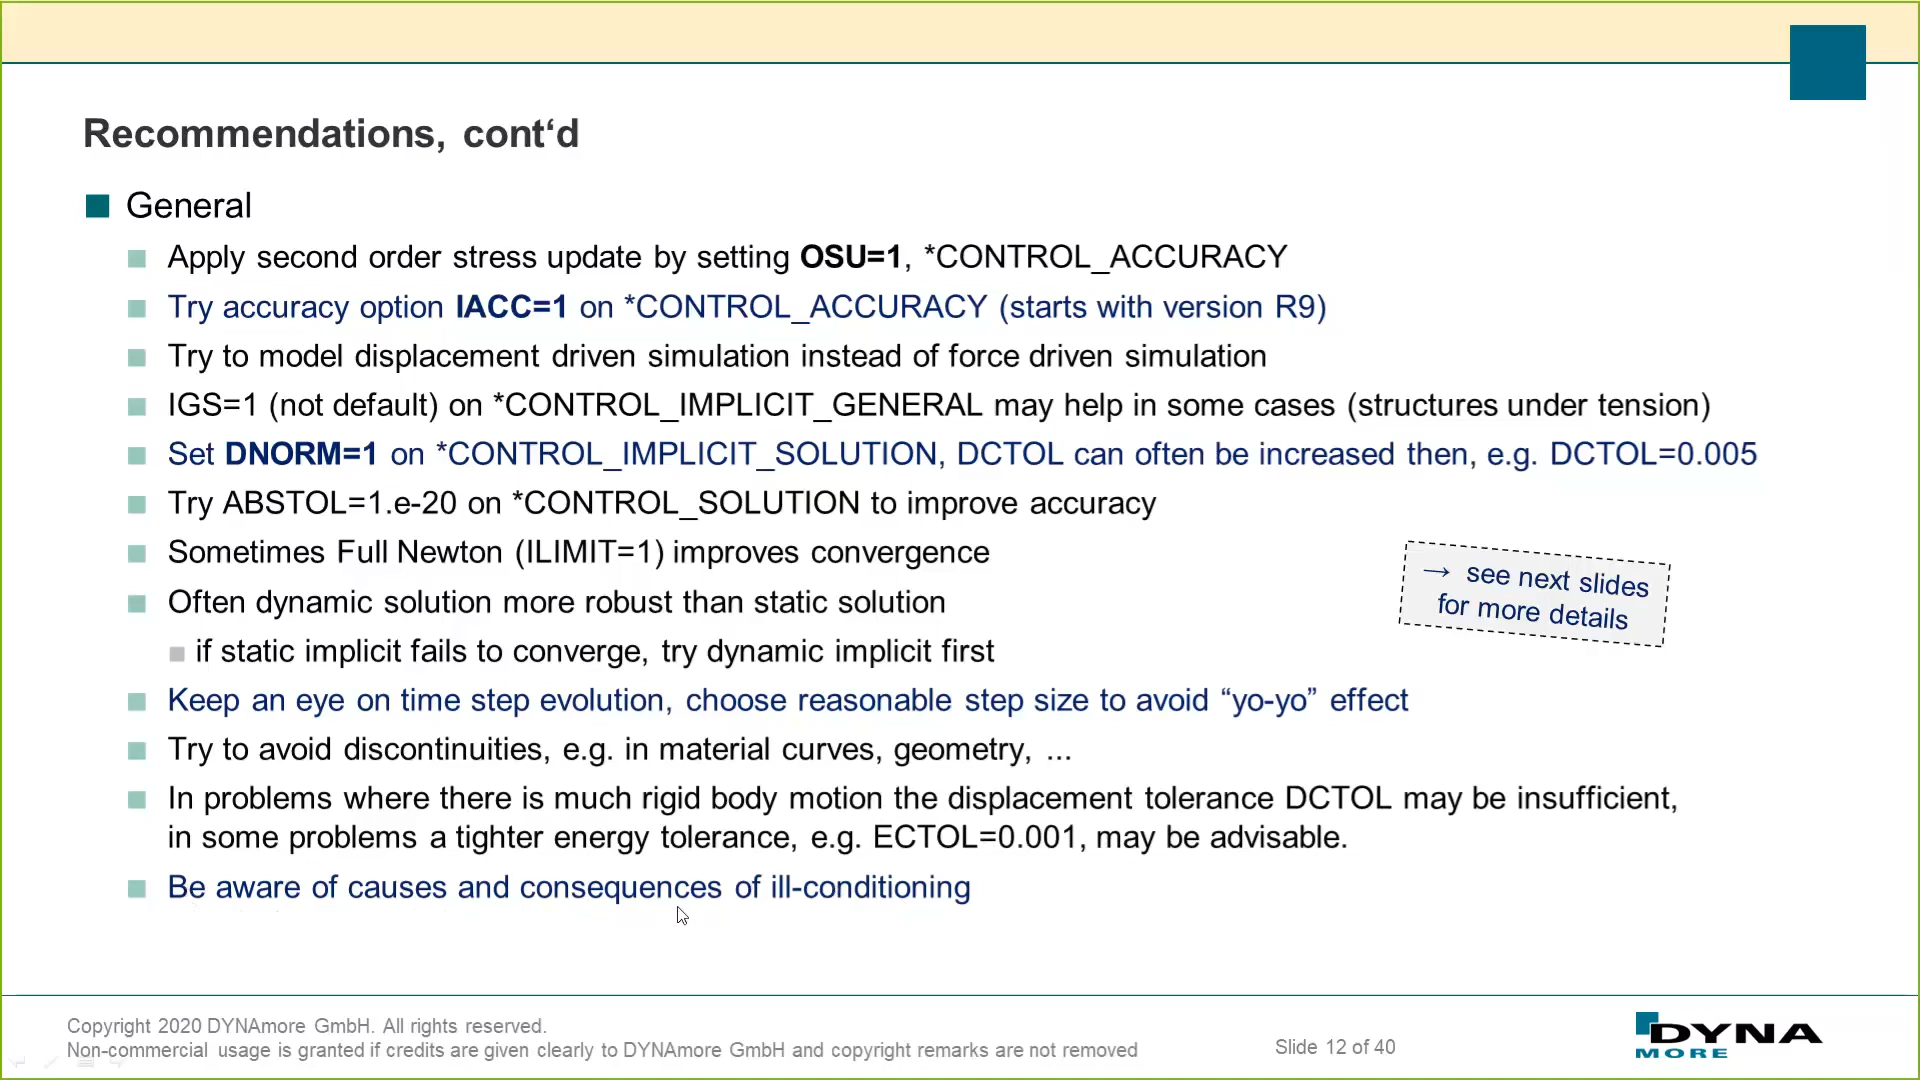 Recommendations, cont‘d
General
Apply second order stress update by setting OSU=1, *CONTROL_ACCURACY
Try accuracy option IACC=1 on *CONTROL_ACCURACY (starts with version R9)
Try to model displacement driven simulation instead of force driven simulation
IGS=1 (not default) on *CONTROL_IMPLICIT_GENERAL may help in some cases (structures under tension)
Set DNORM=1 on *CONTROL_IMPLICIT_SOLUTION, DCTOL can often be increased then, e.g. DCTOL=0.005
Try ABSTOL=1.e-20 on *CONTROL_SOLUTION to improve accuracy
Sometimes Full Newton (ILIMIT=1) improves convergence
Often dynamic solution more robust than static solution
if static implicit fails to converge, try dynamic implicit first
→ see next slides
for more details
Keep an eye on time step evolution, choose reasonable step size to avoid “yo-yo” effect
Try to avoid discontinuities, e.g. in material curves, geometry, ...
In problems where there is much rigid body motion the displacement tolerance DCTOL may be insufficient,
in some problems a tighter energy tolerance, e.g. ECTOL=0.001, may be advisable.
Be aware of causes and consequences of ill-conditioning
Copyright 2020 DYNAmore GmbH. All rights reserved.
Non-commercial usage is granted if credits are given clearly to DYNAmore GmbH and copyright remarks are not removed
Slide 12 of 40
DYNA
MORE